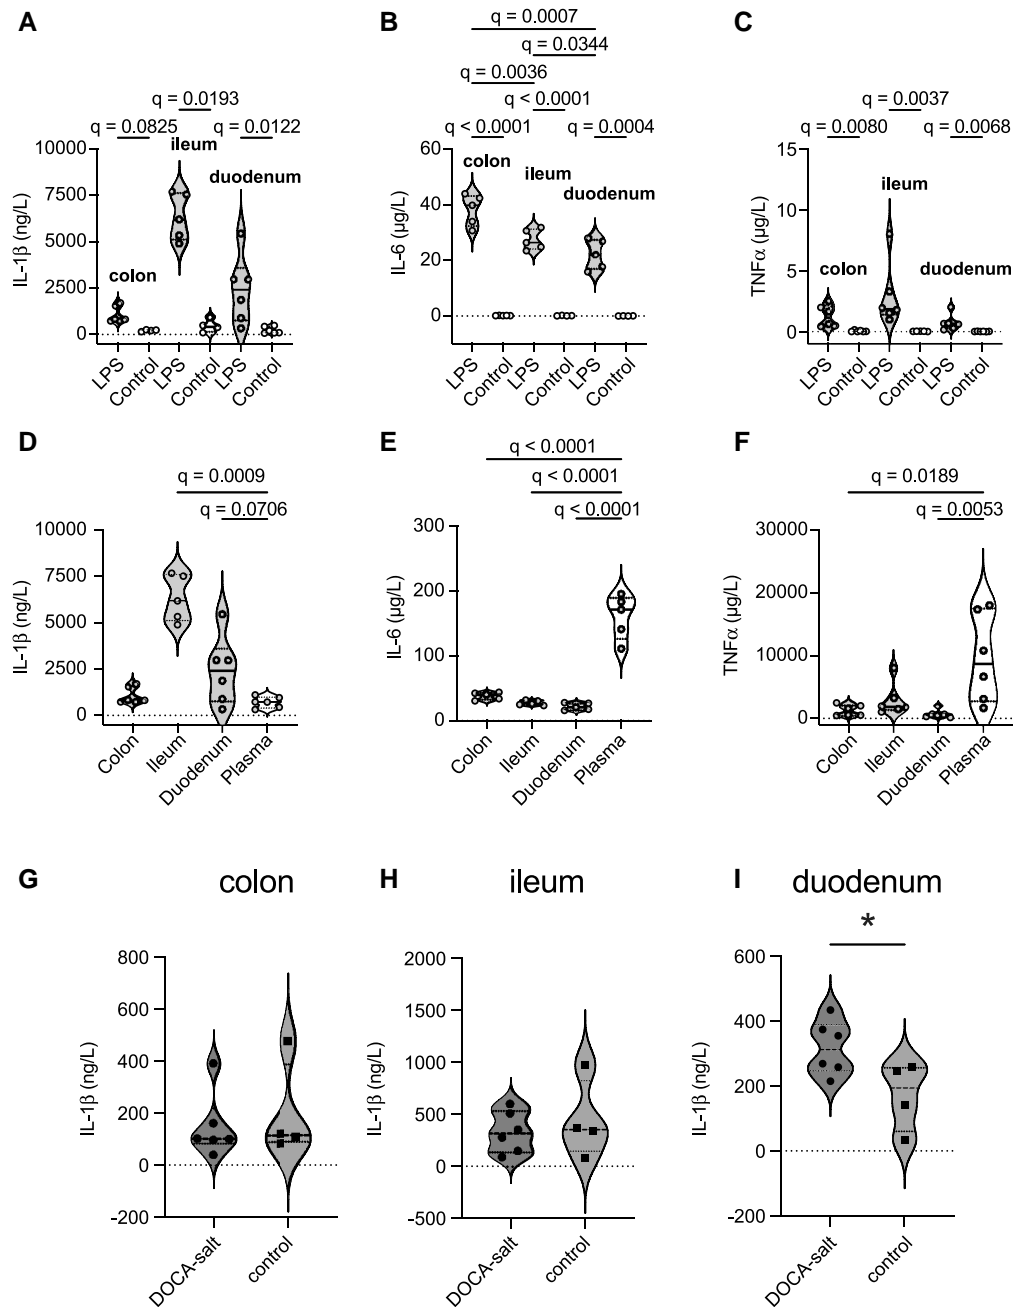 A
q = 0.0193
q = 0.0825
q = 0.0122
ileum
duodenum
colon
IL-1β (ng/L)
10000
7500
5000
2500
0
LPS
Control
LPS
Control
LPS
Control
B
q = 0.0007
q = 0.0344
q = 0.0036
q < 0.0001
q < 0.0001
q = 0.0004
colon
ileum
duodenum
IL-6 (µg/L)
60
40
20
0
LPS
Control
LPS
Control
LPS
Control
C
q = 0.0037
q = 0.0080
q = 0.0068
ileum
colon
duodenum
TNFα (µg/L)
15
10
5
0
LPS
Control
LPS
Control
LPS
Control
D
q = 0.0009
q = 0.0706
IL-1β (ng/L)
10000
7500
5000
2500
0
Colon
Ileum
Duodenum
Plasma
E
q < 0.0001
q < 0.0001
q < 0.0001
IL-6 (µg/L)
300
200
100
0
Colon
Ileum
Duodenum
Plasma
F
q = 0.0189
q = 0.0053
TNFα (µg/L)
30000
20000
10000
0
Colon
Ileum
Duodenum
Plasma
G
colon
IL-1β (ng/L)
800
600
400
200
0
-200
DOCA-salt
control
H
ileum
IL-1β (ng/L)
2000
1500
1000
500
0
-500
DOCA-salt
control
I
duodenum
*
IL-1β (ng/L)
600
400
200
0
-200
DOCA-salt
control